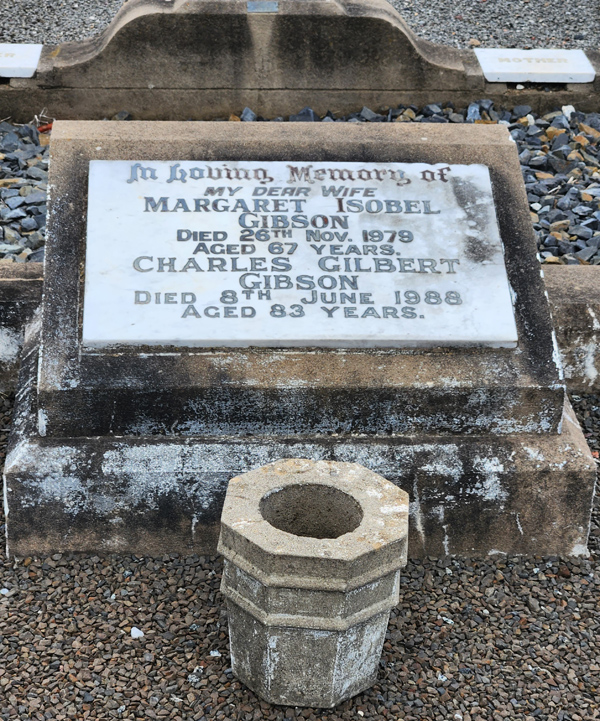 MOTHER
In Loving Memory of
MY DEAR WIFE
MARGARET ISOBEL
GIBSON
DIED 26TH NOV. 1979
AGED 67 YEARS.
CHARLES GILBERT
GIBSON
DIED 8TH JUNE 1988
AGED 83 YEARS.